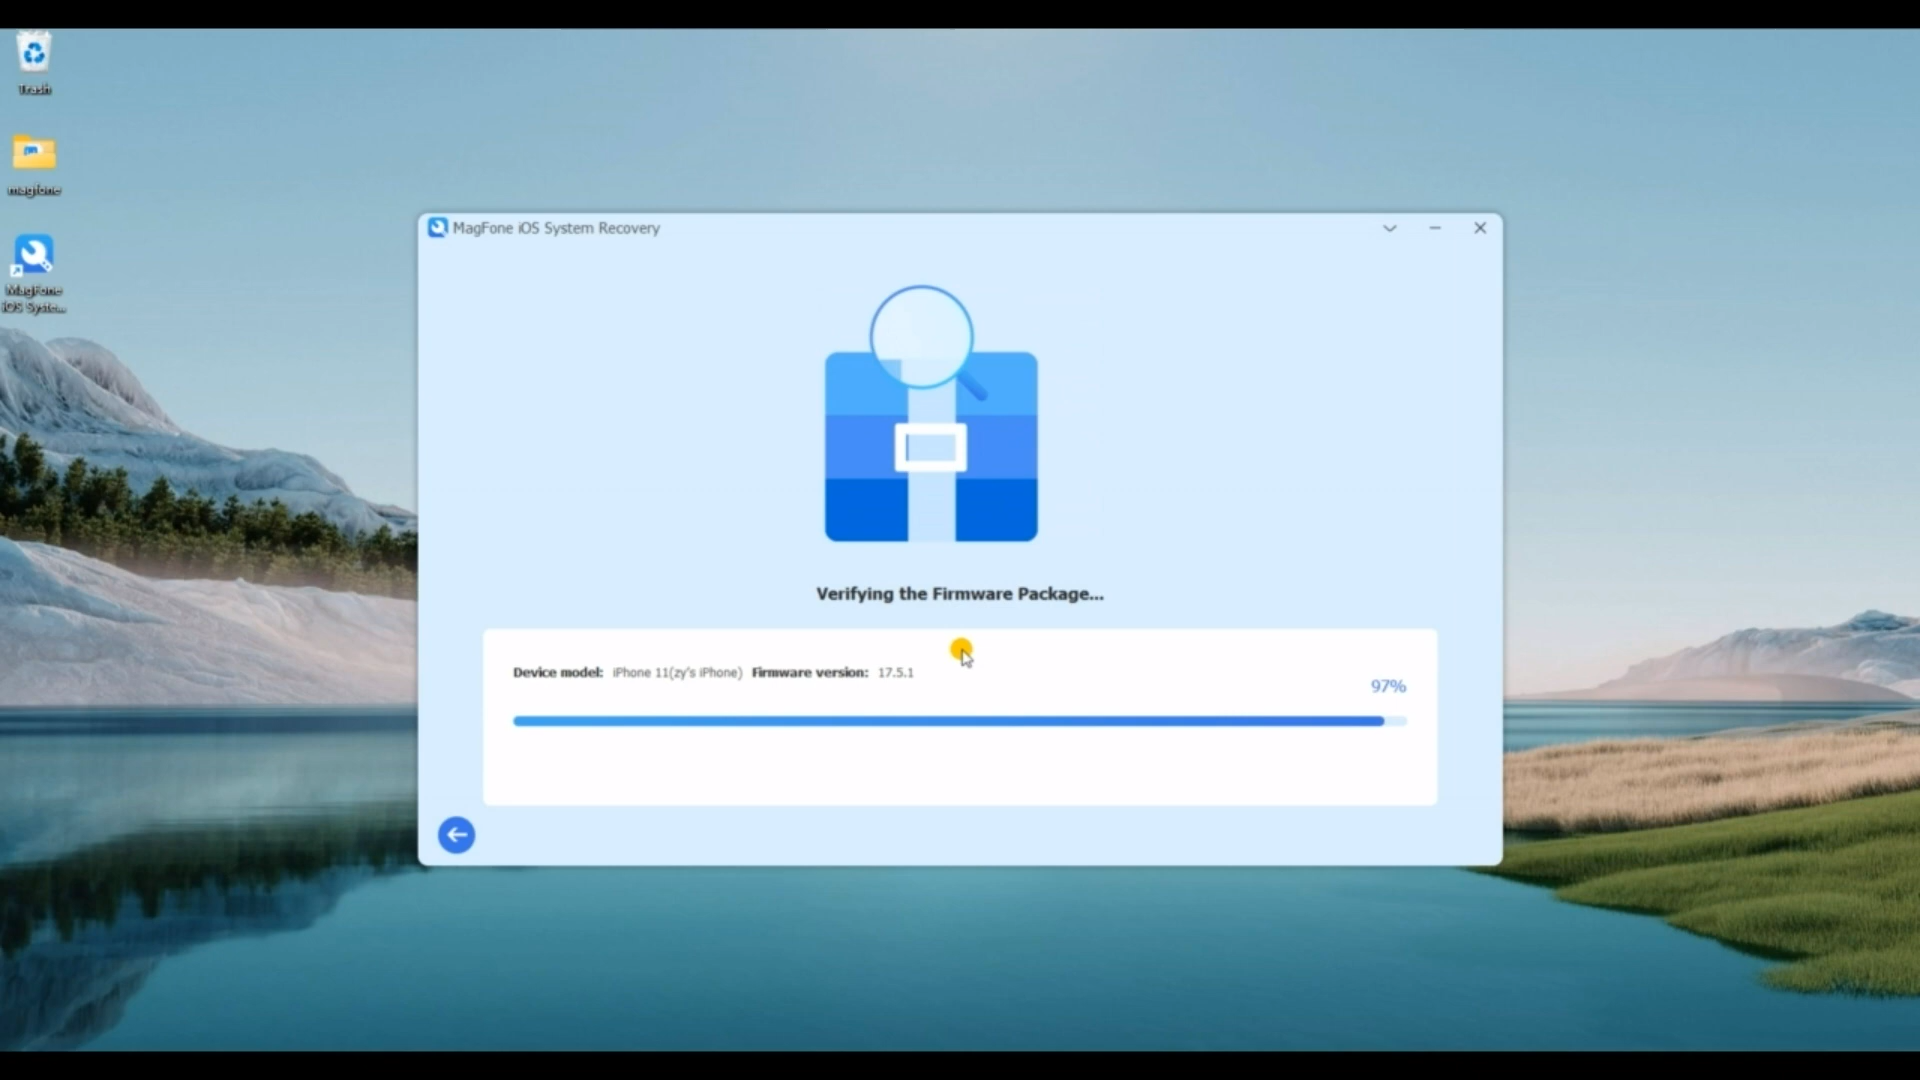 Trash
magfone
MagFone
iOS Syste...
MagFone iOS System Recovery
Verifying the Firmware Package...
Device model: iPhone 11(zy's iPhone) Firmware version: 17.5.1
97%